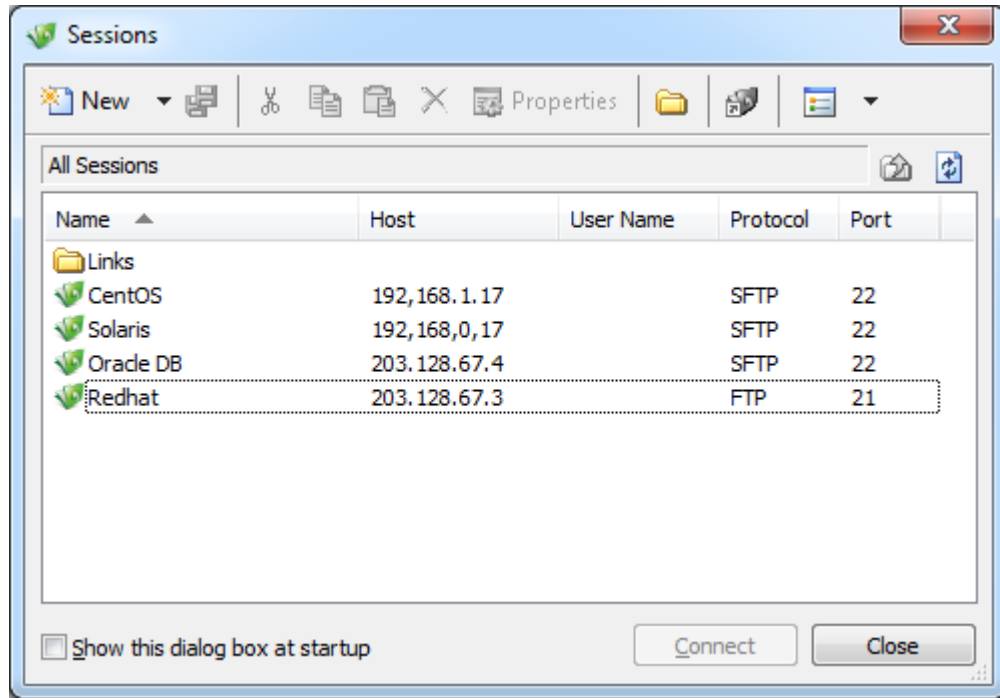 Sessions
New Properties
All Sessions
Name Host User Name Protocol Port
Links
CentOS 192,168.1.17 SFTP 22
Solaris 192,168,0,17 SFTP 22
Oracle DB 203.128.67.4 SFTP 22
Redhat 203.128.67.3 FTP 21
Show this dialog box at startup Connect Close